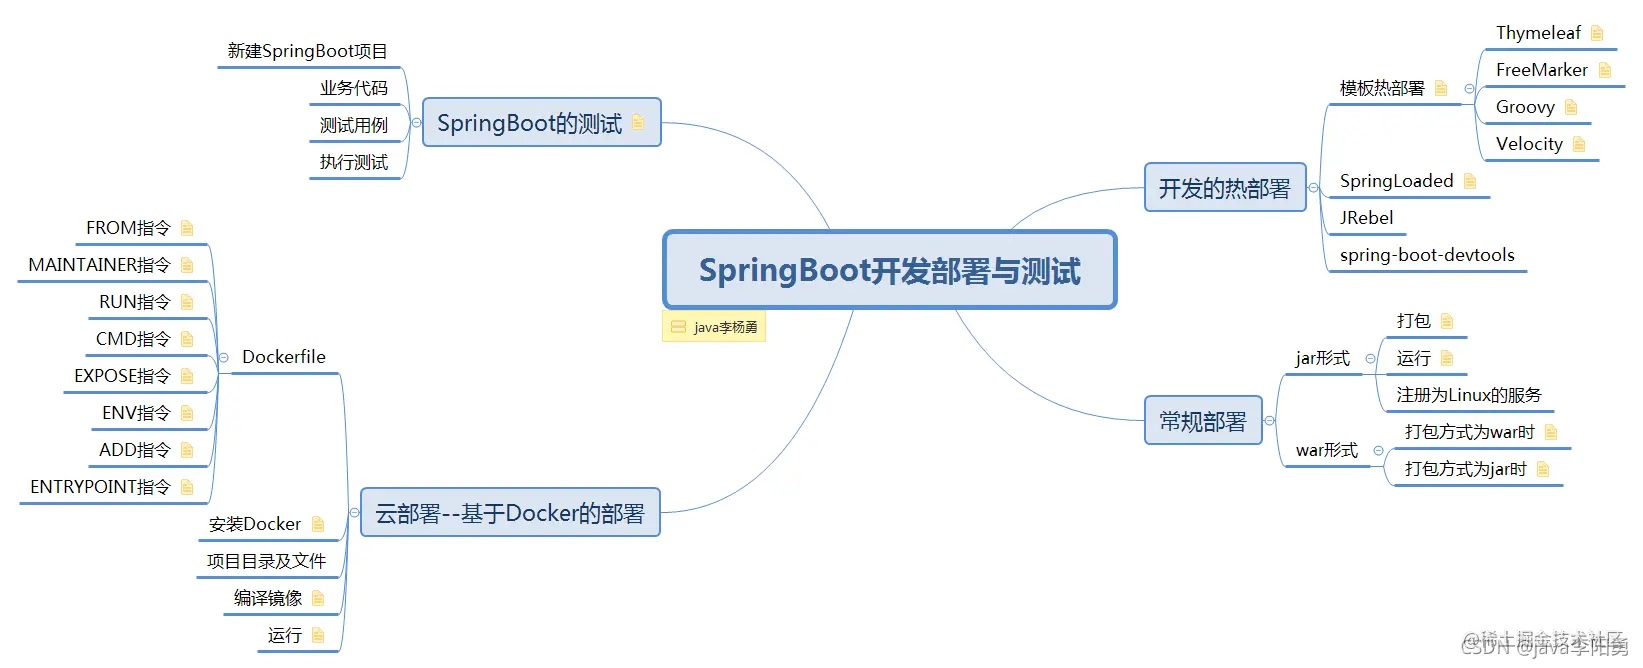 SpringBoot开发部署与测试
java李杨勇
开发的热部署
模板热部署
Thymeleaf
FreeMarker
Groovy
Velocity
SpringLoaded
JRebel
spring-boot-devtools
常规部署
jar形式
打包
运行
注册为Linux的服务
war形式
打包方式为war时
打包方式为jar时
SpringBoot的测试
新建SpringBoot项目
业务代码
测试用例
执行测试
云部署--基于Docker的部署
Dockerfile
FROM指令
MAINTAINER指令
RUN指令
CMD指令
EXPOSE指令
ENV指令
ADD指令
ENTRYPOINT指令
安装Docker
项目目录及文件
编译镜像
运行
@稀土掘金技术社区
CSDN @java李阳勇